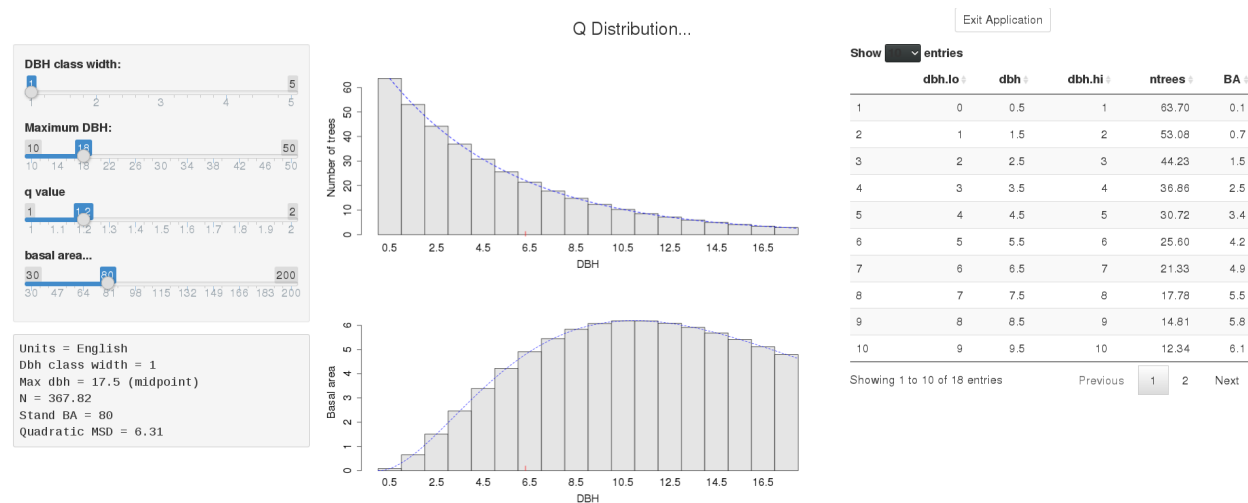 Q Distribution...
Exit Application
DBH class width:
1 5
1 2 3 4 5
Maximum DBH:
10 18 50
10 14 18 22 26 30 34 38 42 46 50
q value
1 1.2 2
1 1.1 1.2 1.3 1.4 1.5 1.6 1.7 1.8 1.9 2
basal area...
30 80 200
30 47 64 81 98 115 132 149 166 183 200
Units = English
Dbh class width = 1
Max dbh = 17.5 (midpoint)
N = 367.82
Stand BA = 80
Quadratic MSD = 6.31
Number of trees
60
50
40
30
20
10
0
0.5 2.5 4.5 6.5 8.5 10.5 12.5 14.5 16.5
DBH
Basal area
6
5
4
3
2
1
0
0.5 2.5 4.5 6.5 8.5 10.5 12.5 14.5 16.5
DBH
Show entries
dbh.lo dbh dbh.hi ntrees BA
1 0 0.5 1 63.70 0.1
2 1 1.5 2 53.08 0.7
3 2 2.5 3 44.23 1.5
4 3 3.5 4 36.86 2.5
5 4 4.5 5 30.72 3.4
6 5 5.5 6 25.60 4.2
7 6 6.5 7 21.33 4.9
8 7 7.5 8 17.78 5.5
9 8 8.5 9 14.81 5.8
10 9 9.5 10 12.34 6.1
Showing 1 to 10 of 18 entries
Previous 1 2 Next